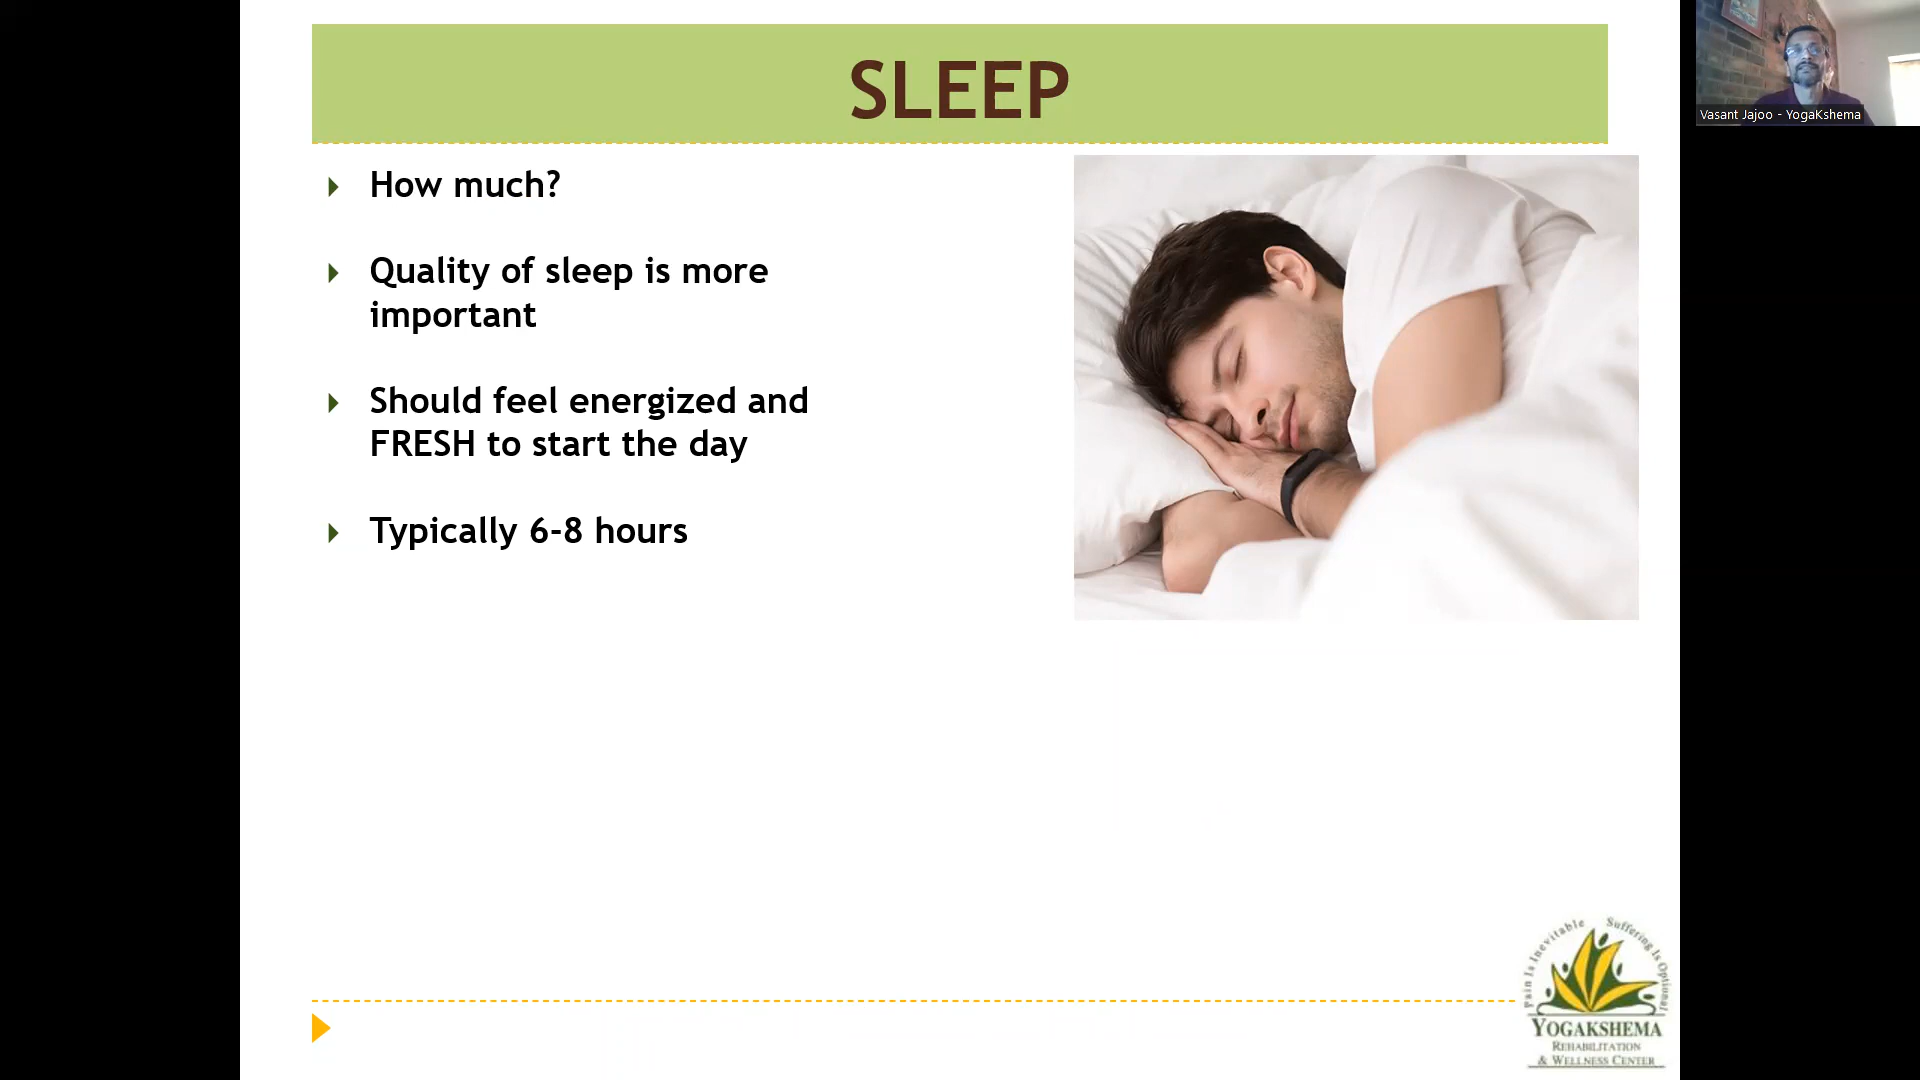 SLEEP
Vasant Jajoo - YogaKshema
How much?
Quality of sleep is more
important
Should feel energized and
FRESH to start the day
Typically 6-8 hours
Pain Is Inevitable Suffering Is Optional
YOGAKSHEMA
REHABILITATION
& WELLNESS CENTER